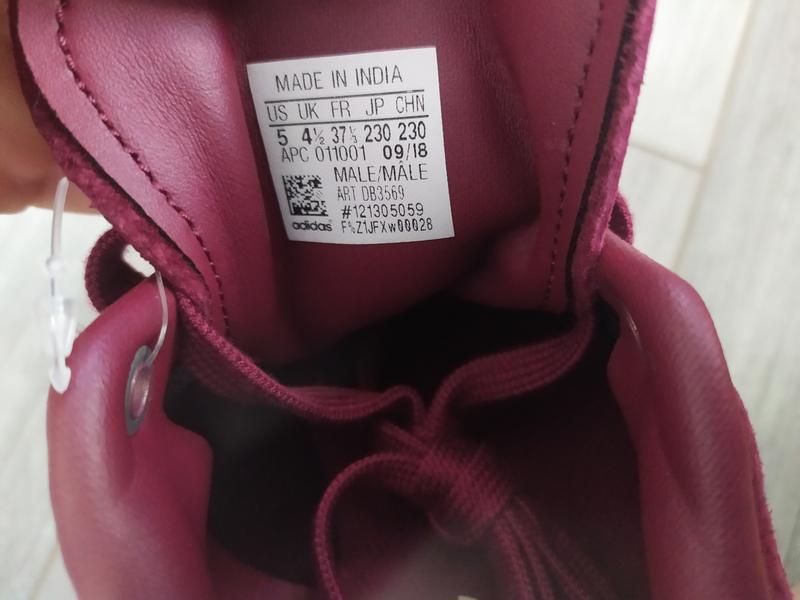 MADE IN INDIA
US UK FR JP CHN
5 4½ 37⅓ 230 230
APC 011001 09/18
MALE/MÂLE
ART DB3569
#121305059
adidas F%Z1JFXw00028